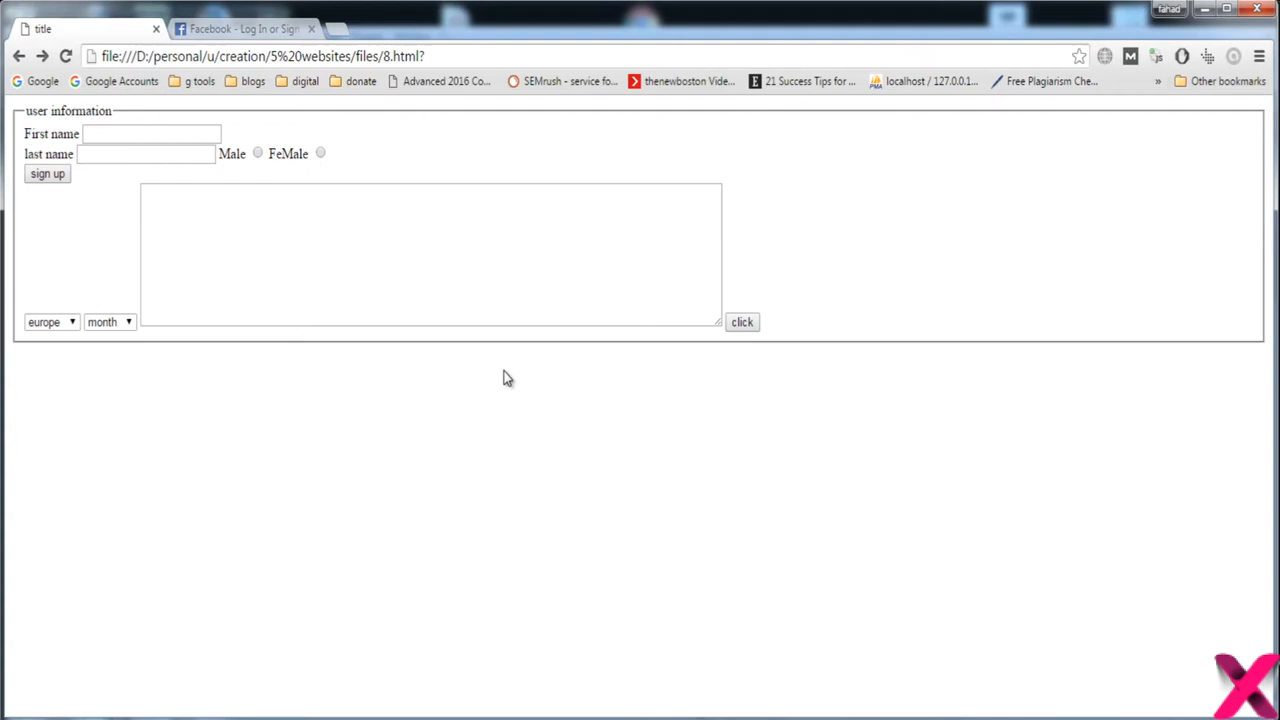 fahad
title
Facebook - Log In or Sign
file:///D:/personal/u/creation/5%20websites/files/8.html?
Google
Google Accounts
g tools
blogs
digital
donate
Advanced 2016 Co...
SEMrush - service fo...
thenewboston Vide...
21 Success Tips for ...
localhost / 127.0.0.1...
Free Plagiarism Che...
»
Other bookmarks
user information
First name
last name Male FeMale
sign up
europe month click